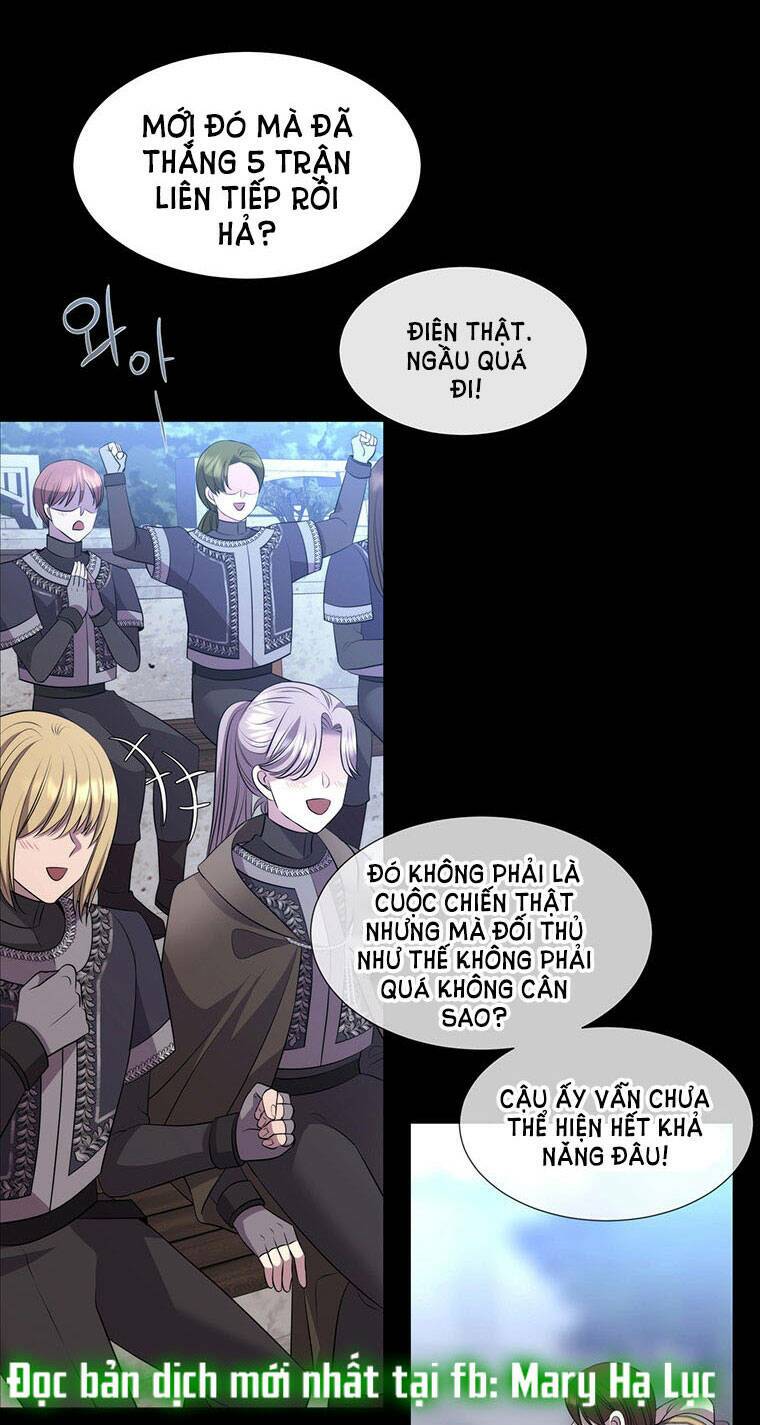 MỚI ĐÓ MÀ ĐÃ
THẮNG 5 TRẬN
LIÊN TIẾP RỒI
HẢ?
ĐIÊN THẬT.
NGẦU QUÁ
ĐI!
와아
ĐÓ KHÔNG PHẢI LÀ
CUỘC CHIẾN THẬT
NHƯNG MÀ ĐỐI THỦ
NHƯ THẾ KHÔNG PHẢI
QUÁ KHÔNG CÂN
SAO?
CẬU ẤY VẪN CHƯA
THỂ HIỆN HẾT KHẢ
NĂNG ĐÂU!
Đọc bản dịch mới nhất tại fb: Mary Hạ Lục